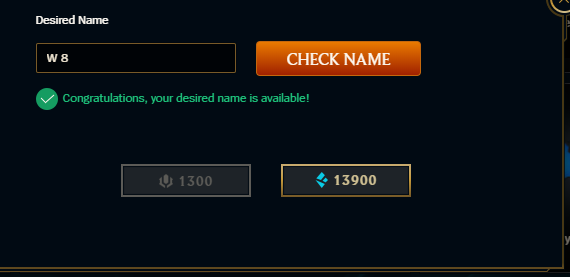 Desired Name
W 8
CHECK NAME
Congratulations, your desired name is available!
1300
13900